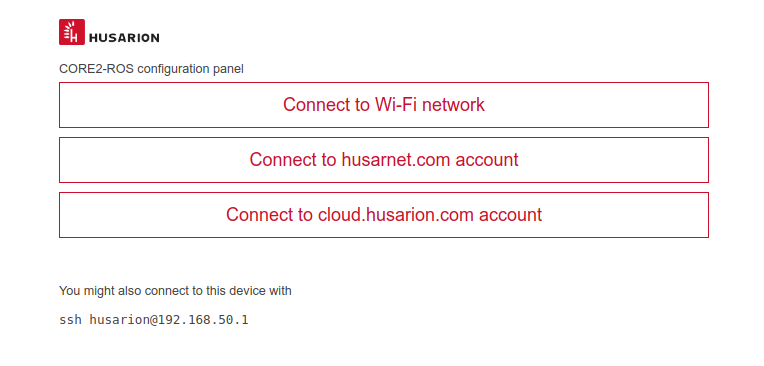 HUSARION
CORE2-ROS configuration panel
Connect to Wi-Fi network
Connect to husarnet.com account
Connect to cloud.husarion.com account
You might also connect to this device with
ssh husarion@192.168.50.1